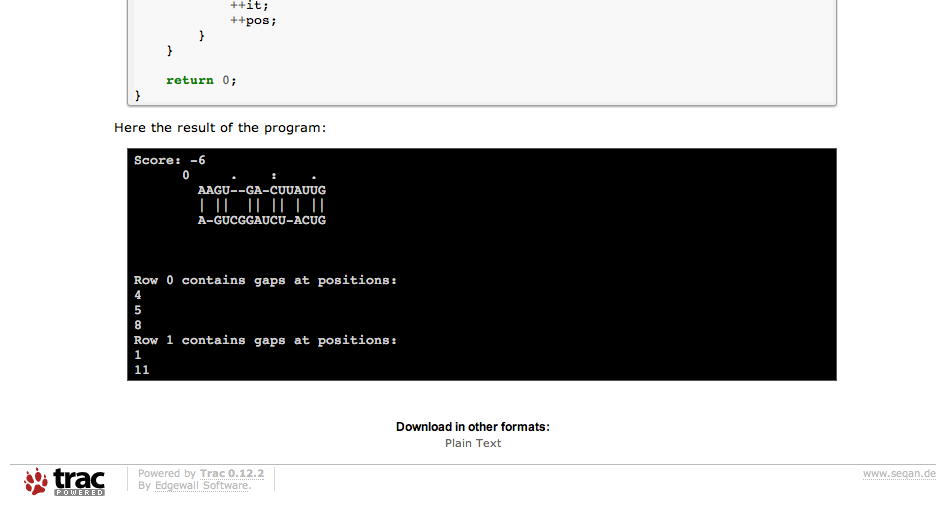 ++it;
++pos;
}
}
return 0;
}
Here the result of the program:
Score: -6
0     .    :    .
AAGU--GA-CUUAUUG
| ||  || || | ||
A-GUCGGAUCU-ACUG
Row 0 contains gaps at positions:
4
5
8
Row 1 contains gaps at positions:
1
11
Download in other formats:
Plain Text
trac
POWERED
Powered by Trac 0.12.2
By Edgewall Software.
www.seqan.de